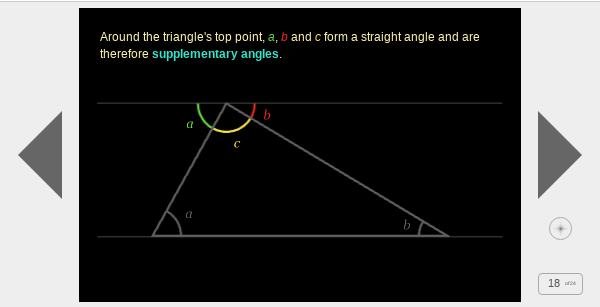 Around the triangle's top point, a, b and c form a straight angle and are
therefore supplementary angles.
a
b
c
a
b
18 of 24